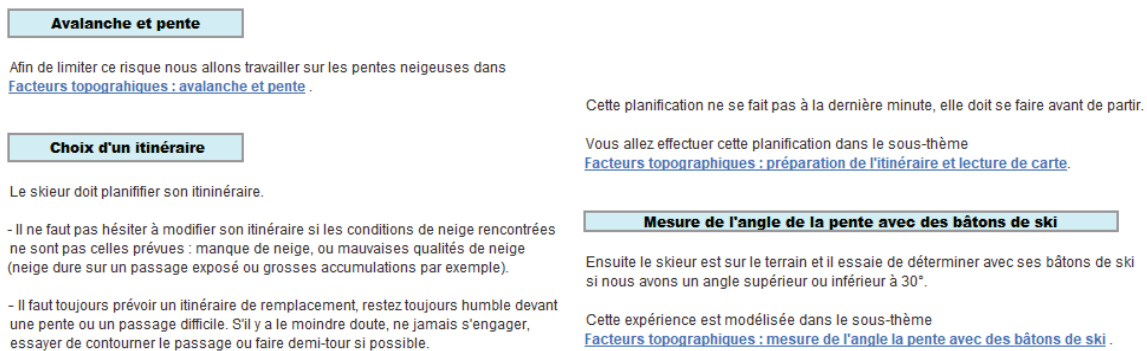 Avalanche et pente
Afin de limiter ce risque nous allons travailler sur les pentes neigeuses dans
Facteurs topograhiques : avalanche et pente .
Choix d'un itinéraire
Le skieur doit planififier son itininéraire.
- Il ne faut pas hésiter à modifier son itinéraire si les conditions de neige rencontrées
ne sont pas celles prévues : manque de neige, ou mauvaises qualités de neige
(neige dure sur un passage exposé ou grosses accumulations par exemple).
- Il faut toujours prévoir un itinéraire de remplacement, restez toujours humble devant
une pente ou un passage difficile. S'il y a le moindre doute, ne jamais s'engager,
essayer de contourner le passage ou faire demi-tour si possible.
Cette planification ne se fait pas à la dernière minute, elle doit se faire avant de partir.
Vous allez effectuer cette planification dans le sous-thème
Facteurs topographiques : préparation de l'itinéraire et lecture de carte.
Mesure de l'angle de la pente avec des bâtons de ski
Ensuite le skieur est sur le terrain et il essaie de déterminer avec ses bâtons de ski
si nous avons un angle supérieur ou inférieur à 30°.
Cette expérience est modélisée dans le sous-thème
Facteurs topographiques : mesure de l'angle la pente avec des bâtons de ski .